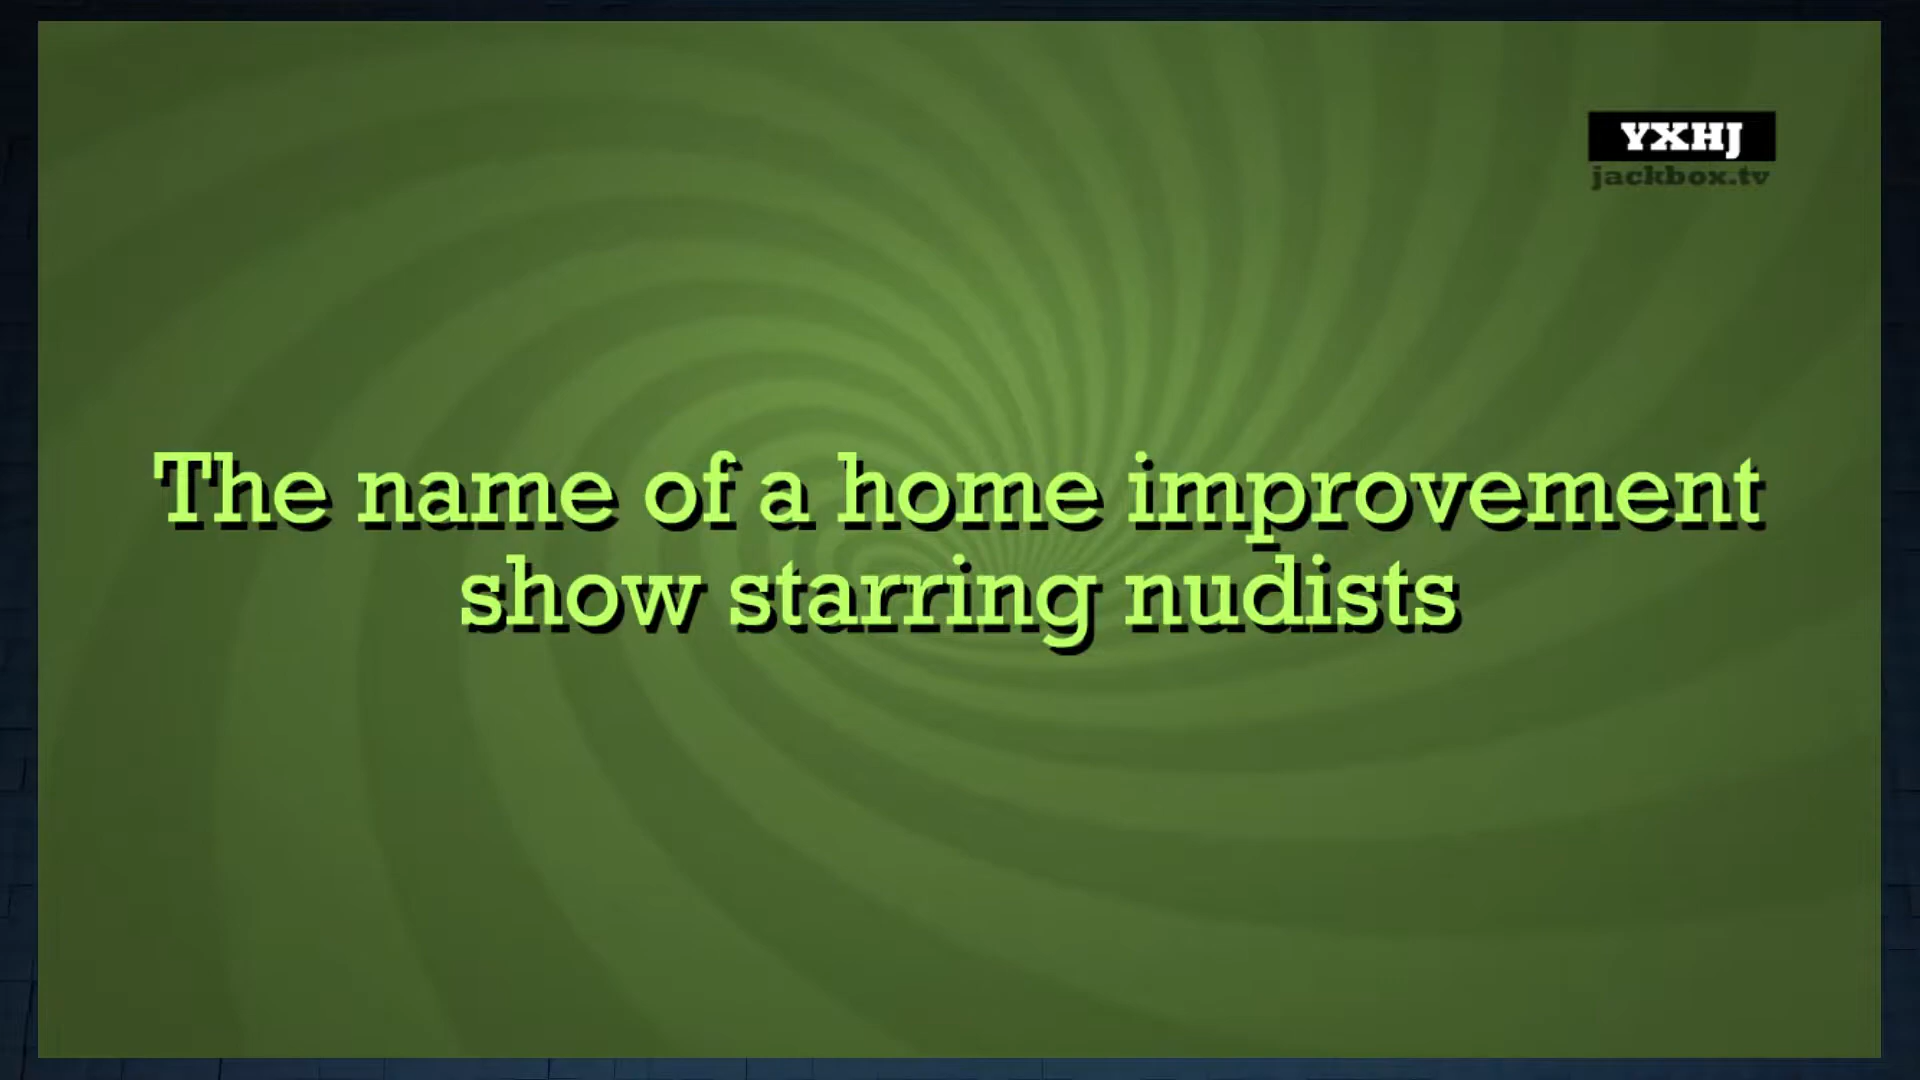 YXHJ
jackbox.tv
The name of a home improvement
show starring nudists